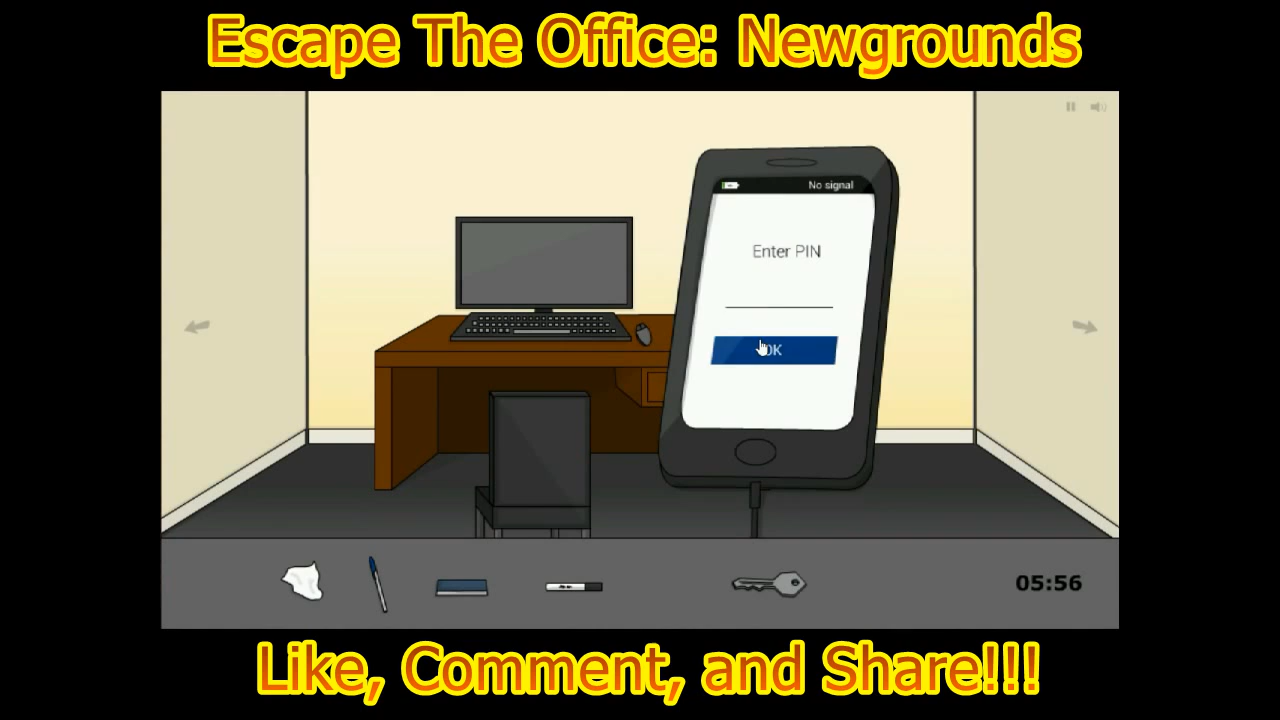 Escape The Office: Newgrounds
No signal
Enter PIN
OK
05:56
Like, Comment, and Share!!!